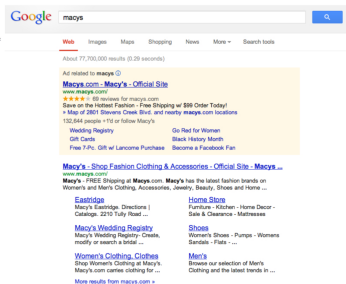 Google
macys
Web Images Maps Shopping News More Search tools
About 77,700,000 results (0.29 seconds)
Ad related to macys
Macys.com - Macy's - Official Site
www.macys.com/
69 reviews for macys.com
Save on the Hottest Fashion - Free Shipping w/ $99 Order Today!
» Map of 2801 Stevens Creek Blvd. and nearby macys.com locations
132,644 people +1'd or follow Macy's
Wedding Registry Go Red for Women
Gift Cards Black History Month
Free 7-Pc. Gift w/ Lancome Purchase Become a Facebook Fan
Macy's - Shop Fashion Clothing & Accessories - Official Site - Macys ...
www.macys.com/
Macy's - FREE Shipping at Macys.com. Macy's has the latest fashion brands on
Women's and Men's Clothing, Accessories, Jewelry, Beauty, Shoes and Home ...
Eastridge Home Store
Macy's Eastridge. Directions | Furniture - Kitchen - Home Decor -
Catalogs. 2210 Tully Road ... Sale & Clearance - Mattresses
Macy's Wedding Registry Shoes
Macy's Wedding Registry- Create, Women's Shoes - Pumps - Womens
modify or search a bridal ... Sandals - Flats - ...
Women's Clothing, Clothes Men's
Shop Women's Clothing at Macy's. Browse our selection of Men's
Macy's.com carries clothing for ... Clothing and the latest trends in ...
More results from macys.com »